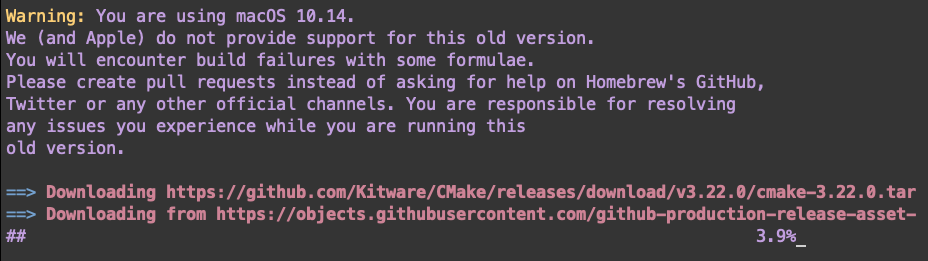 Warning: You are using macOS 10.14.
We (and Apple) do not provide support for this old version.
You will encounter build failures with some formulae.
Please create pull requests instead of asking for help on Homebrew's GitHub,
Twitter or any other official channels. You are responsible for resolving
any issues you experience while you are running this
old version.
==> Downloading https://github.com/Kitware/CMake/releases/download/v3.22.0/cmake-3.22.0.tar
==> Downloading from https://objects.githubusercontent.com/github-production-release-asset-
## 3.9%_